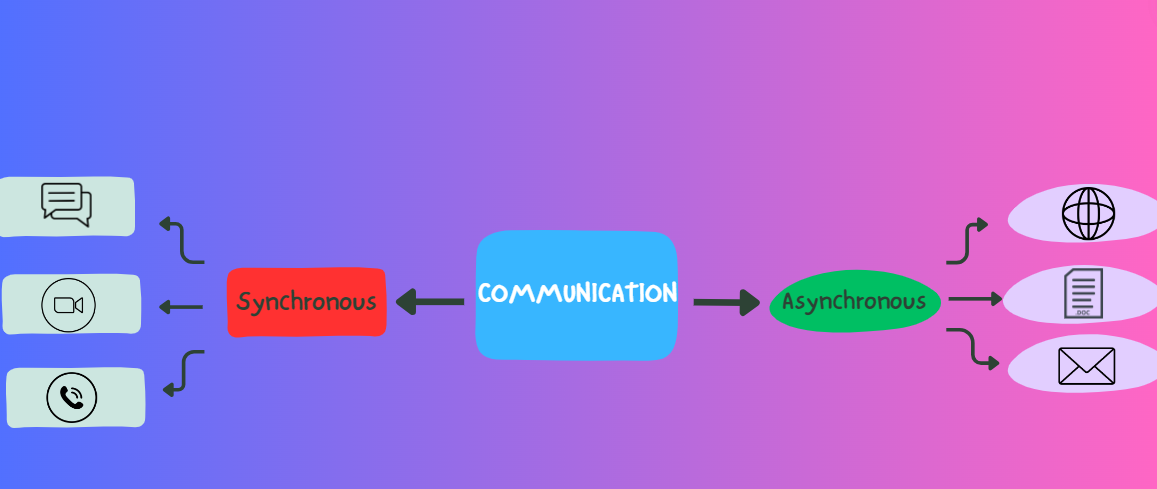 COMMUNICATION
Synchronous
Asynchronous
.DOC